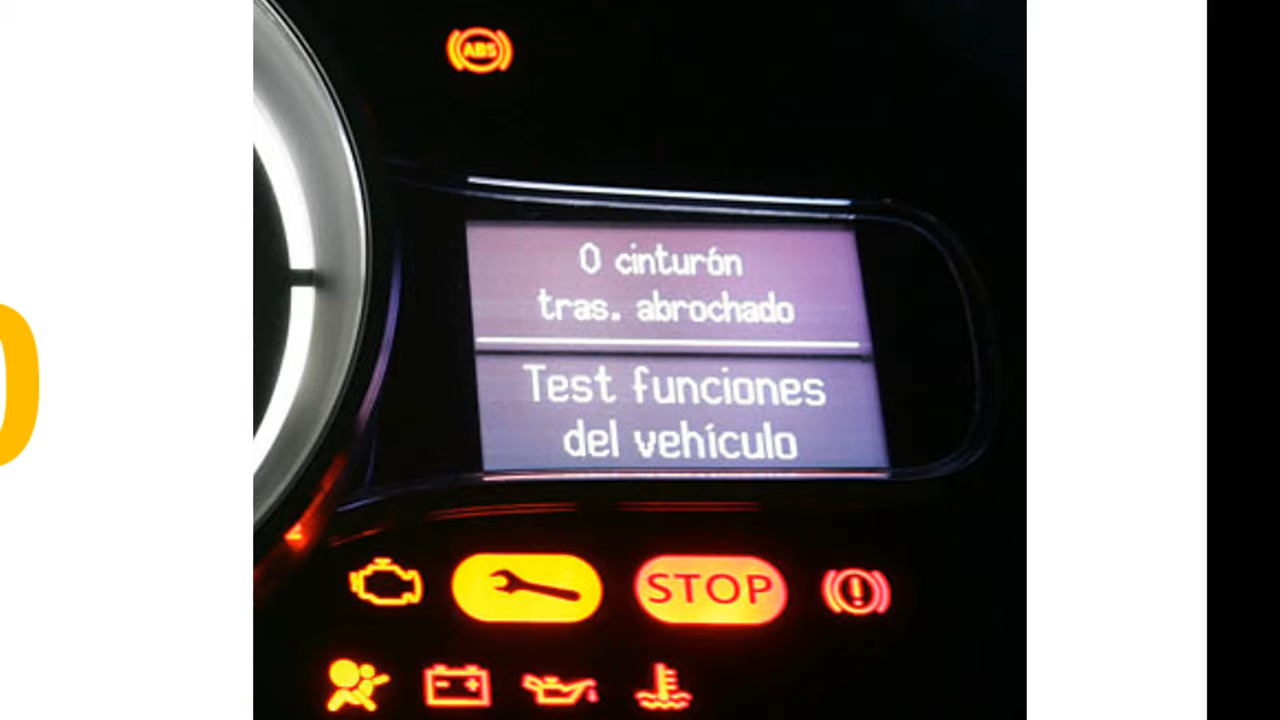 ABS
0 cinturón
tras. abrochado
Test funciones
del vehículo
STOP